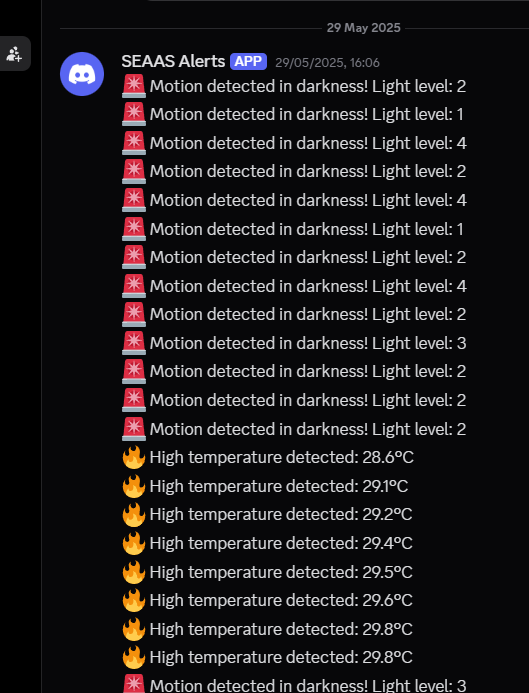 29 May 2025
SEAAS Alerts APP 29/05/2025, 16:06
🚨 Motion detected in darkness! Light level: 2
🚨 Motion detected in darkness! Light level: 1
🚨 Motion detected in darkness! Light level: 4
🚨 Motion detected in darkness! Light level: 2
🚨 Motion detected in darkness! Light level: 4
🚨 Motion detected in darkness! Light level: 1
🚨 Motion detected in darkness! Light level: 2
🚨 Motion detected in darkness! Light level: 4
🚨 Motion detected in darkness! Light level: 2
🚨 Motion detected in darkness! Light level: 3
🚨 Motion detected in darkness! Light level: 2
🚨 Motion detected in darkness! Light level: 2
🚨 Motion detected in darkness! Light level: 2
🔥 High temperature detected: 28.6°C
🔥 High temperature detected: 29.1°C
🔥 High temperature detected: 29.2°C
🔥 High temperature detected: 29.4°C
🔥 High temperature detected: 29.5°C
🔥 High temperature detected: 29.6°C
🔥 High temperature detected: 29.8°C
🔥 High temperature detected: 29.8°C
🚨 Motion detected in darkness! Light level: 3